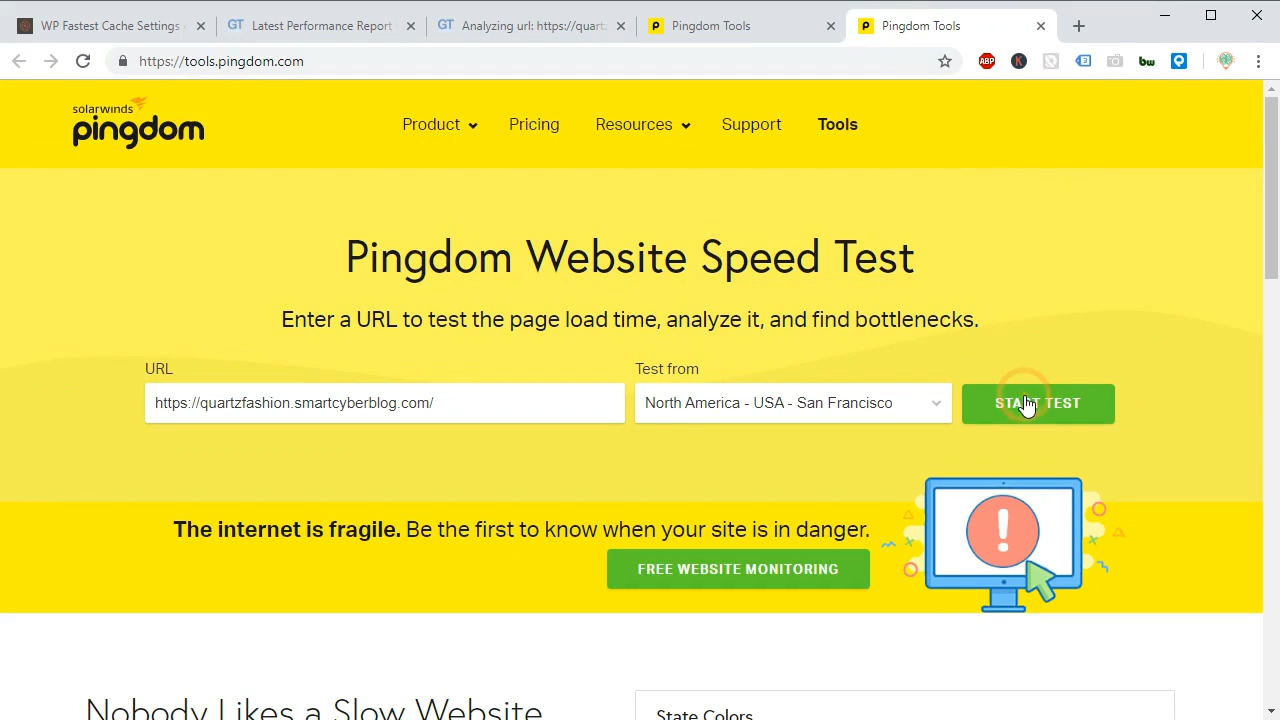 WP Fastest Cache Settings
GT Latest Performance Report
GT Analyzing url: https://quart
Pingdom Tools
Pingdom Tools
https://tools.pingdom.com
ABP
K
bw
solarwinds
pingdom
Product
Pricing
Resources
Support
Tools
Pingdom Website Speed Test
Enter a URL to test the page load time, analyze it, and find bottlenecks.
URL
Test from
https://quartzfashion.smartcyberblog.com/
North America - USA - San Francisco
START TEST
The internet is fragile. Be the first to know when your site is in danger.
FREE WEBSITE MONITORING
Nobody Likes a Slow Website
State Colors